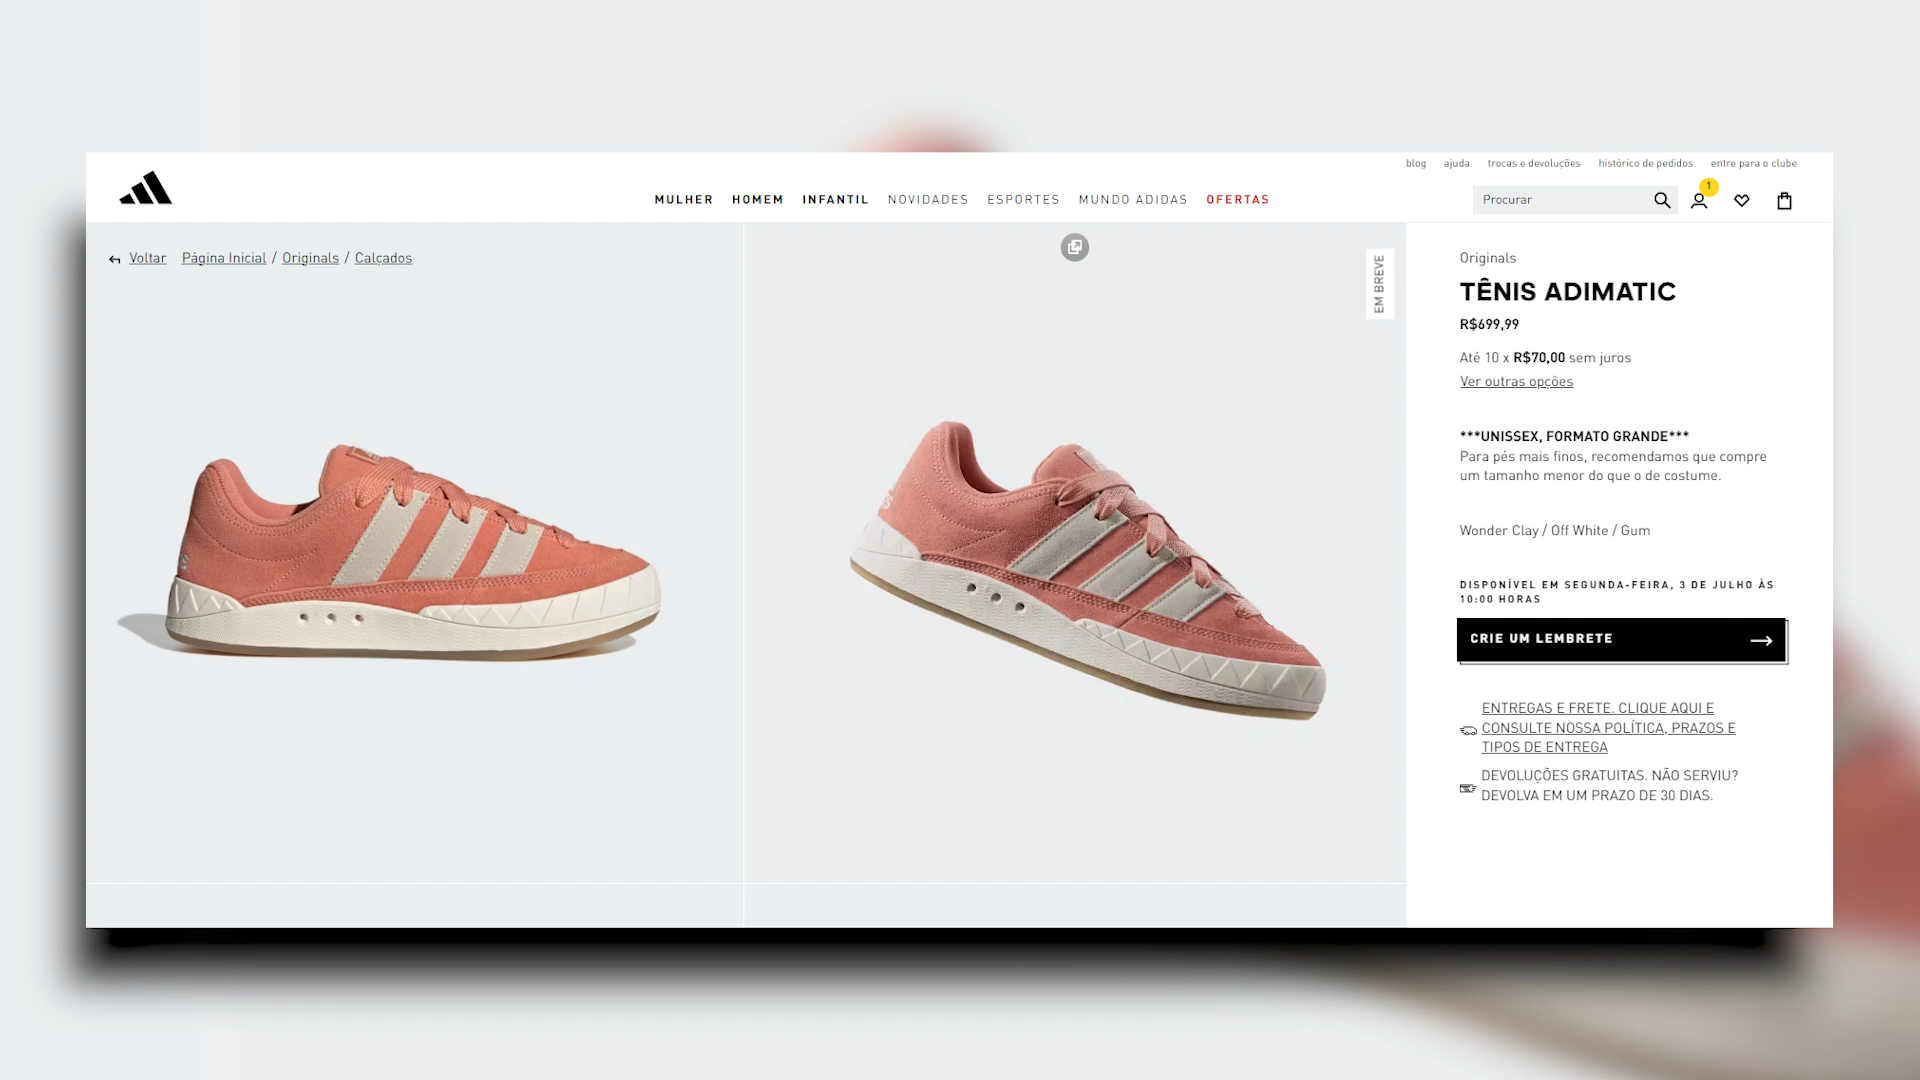 blog ajuda trocas e devoluções histórico de pedidos entre para o clube
MULHER HOMEM INFANTIL NOVIDADES ESPORTES MUNDO ADIDAS OFERTAS
Procurar
1
Voltar Página Inicial / Originals / Calçados
EM BREVE
Originals
TÊNIS ADIMATIC
R$699,99
Até 10 x R$70,00 sem juros
Ver outras opções
***UNISSEX, FORMATO GRANDE***
Para pés mais finos, recomendamos que compre
um tamanho menor do que o de costume.
Wonder Clay / Off White / Gum
DISPONÍVEL EM SEGUNDA-FEIRA, 3 DE JULHO ÀS
10:00 HORAS
CRIE UM LEMBRETE
ENTREGAS E FRETE. CLIQUE AQUI E
CONSULTE NOSSA POLÍTICA, PRAZOS E
TIPOS DE ENTREGA
DEVOLUÇÕES GRATUITAS. NÃO SERVIU?
DEVOLVA EM UM PRAZO DE 30 DIAS.